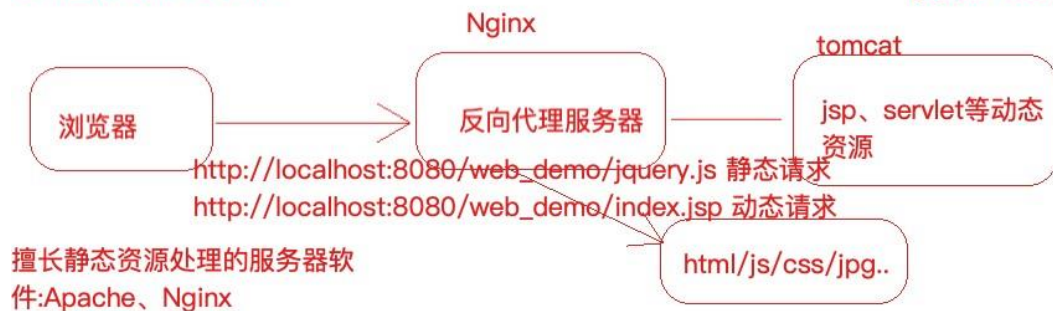 Nginx
tomcat
浏览器
反向代理服务器
jsp、servlet等动态
资源
http://localhost:8080/web_demo/jquery.js 静态请求
http://localhost:8080/web_demo/index.jsp 动态请求
擅长静态资源处理的服务器软
件:Apache、Nginx
html/js/css/jpg..